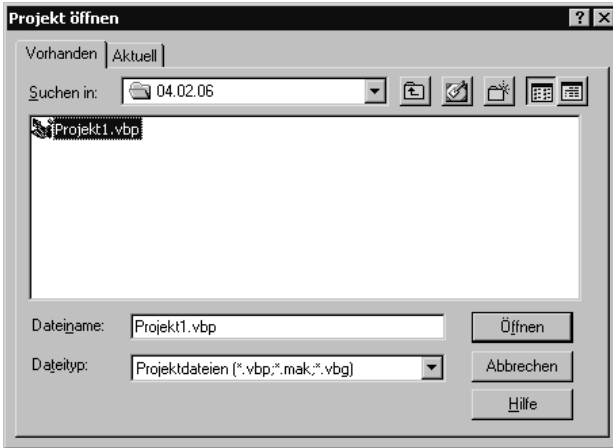 Projekt öffnen
Vorhanden Aktuell
Suchen in: 04.02.06
Projekt1.vbp
Dateiname: Projekt1.vbp Öffnen
Dateityp: Projektdateien (*.vbp;*.mak;*.vbg) Abbrechen
Hilfe